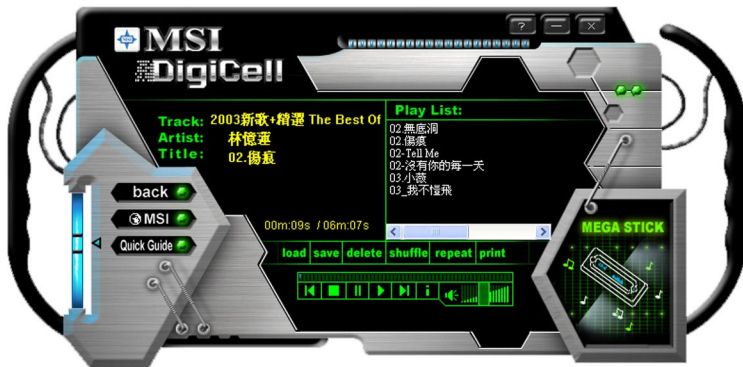 MSI
DigiCell
Track: 2003新歌+精選 The Best Of
Artist: 林憶蓮
Title: 02.傷痕
00m:09s / 06m:07s
Play List:
02.無底洞
02.傷痕
02-Tell Me
02-沒有你的每一天
03.小薇
03_我不懂飛
back
MSI
Quick Guide
load save delete shuffle repeat print
MEGA STICK